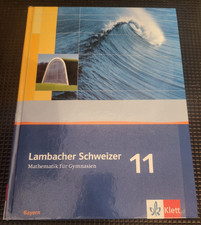 Lambacher Schweizer
Mathematik für Gymnasien
11
Klett
Bayern